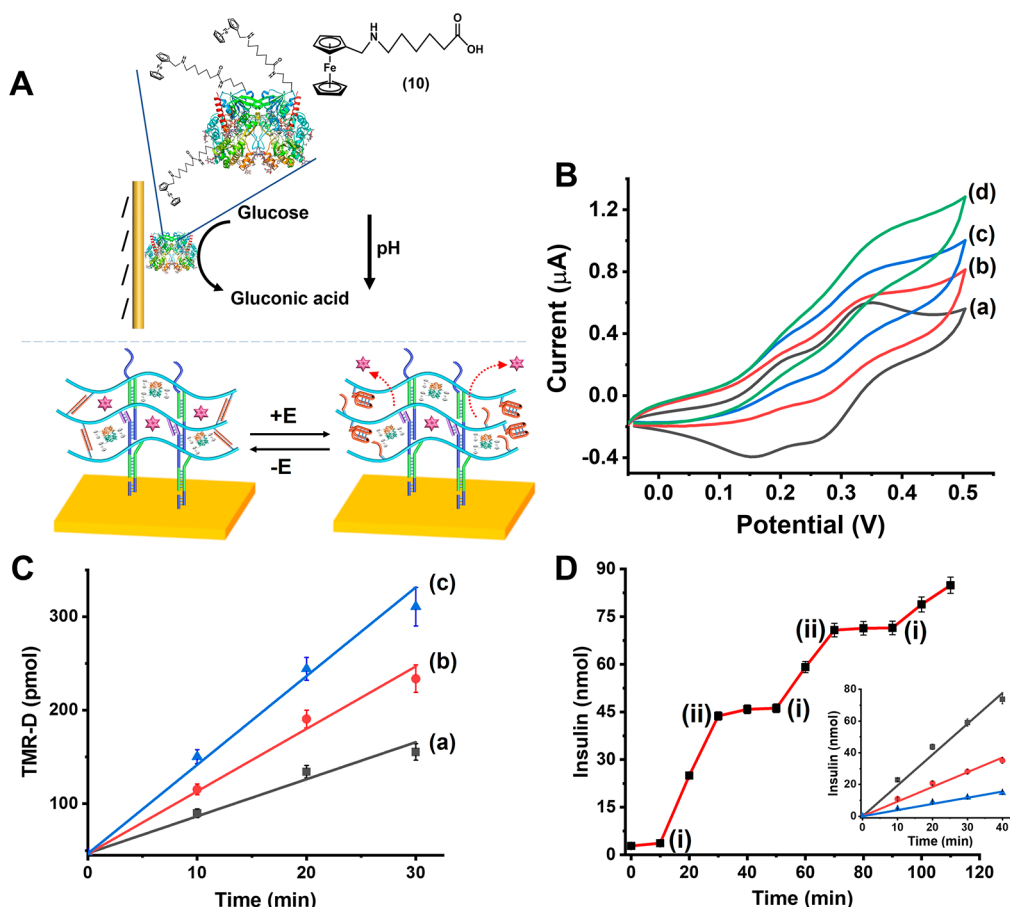 A
H
N
O
OH
Fe
(10)
Glucose
Gluconic acid
pH
+E
-E
B
Current (μA)
1.2
0.8
0.4
0.0
-0.4
(d)
(c)
(b)
(a)
0.0 0.1 0.2 0.3 0.4 0.5
Potential (V)
C
TMR-D (pmol)
300
200
100
(c)
(b)
(a)
0 10 20 30
Time (min)
D
Insulin (nmol)
90
75
60
45
30
15
0
(i)
(ii)
(i)
(ii)
(i)
0 20 40 60 80 100 120
Time (min)
Insulin (nmol)
80
60
40
20
0
0 10 20 30 40
Time (min)